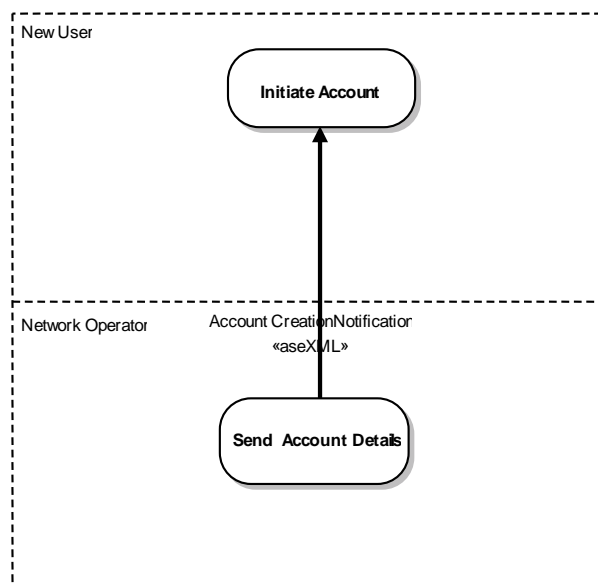 New User
Initiate Account
Network Operator
Account CreationNotification
«aseXML»
Send Account Details